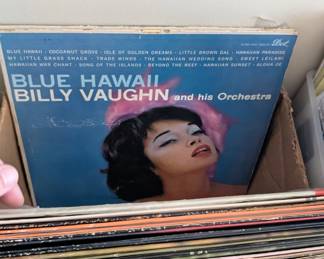 Dot
BLUE HAWAII · COCOANUT GROVE · ISLE OF GOLDEN DREAMS · LITTLE BROWN GAL · HAWAIIAN PARADISE
MY LITTLE GRASS SHACK · TRADE WINDS · THE HAWAIIAN WEDDING SONG · SWEET LEILANI
HAWAIIAN WAR CHANT · SONG OF THE ISLANDS · BEYOND THE REEF · HAWAIIAN SUNSET · ALOHA OE
BLUE HAWAII
BILLY VAUGHN and his Orchestra